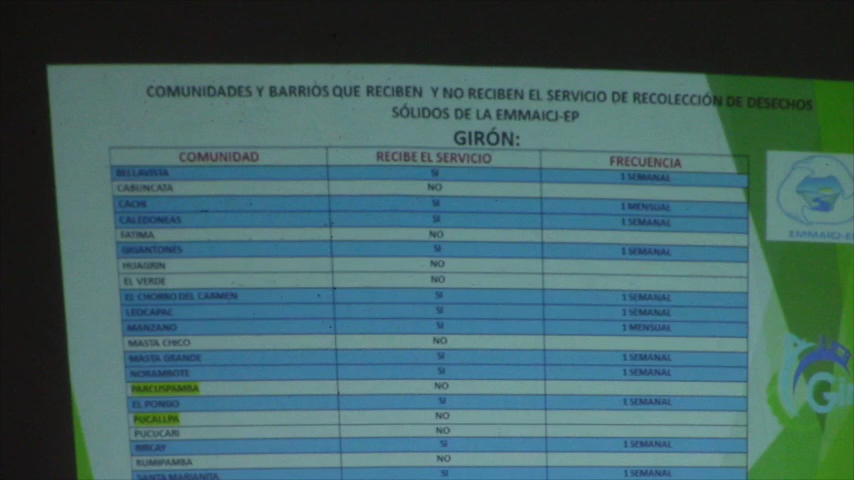 COMUNIDADES Y BARRIOS QUE RECIBEN Y NO RECIBEN EL SERVICIO DE RECOLECCIÓN DE DESECHOS
SÓLIDOS DE LA EMMAICJ-EP
GIRÓN:
COMUNIDAD RECIBE EL SERVICIO FRECUENCIA
BELLAVISTA SI 1 SEMANAL
CABUNCATA NO
CACHI SI 1 MENSUAL
CALEDONEAS SI 1 SEMANAL
FATIMA NO
GIGANTONES SI 1 SEMANAL
HUAGRIN NO
EL VERDE NO
EL CHORRO DEL CARMEN SI 1 SEMANAL
LEOCAPAC SI 1 SEMANAL
MANZANO SI 1 MENSUAL
MASTA CHICO NO
MASTA GRANDE SI 1 SEMANAL
NORAMBOTE SI 1 SEMANAL
PARCUSPAMBA NO
EL PONGO SI 1 SEMANAL
PUCALLPA NO
PUCUCARI NO
RIRCAY SI 1 SEMANAL
RUMIPAMBA NO
SANTA MARIANITA SI 1 SEMANAL
EMMAICJ-EP